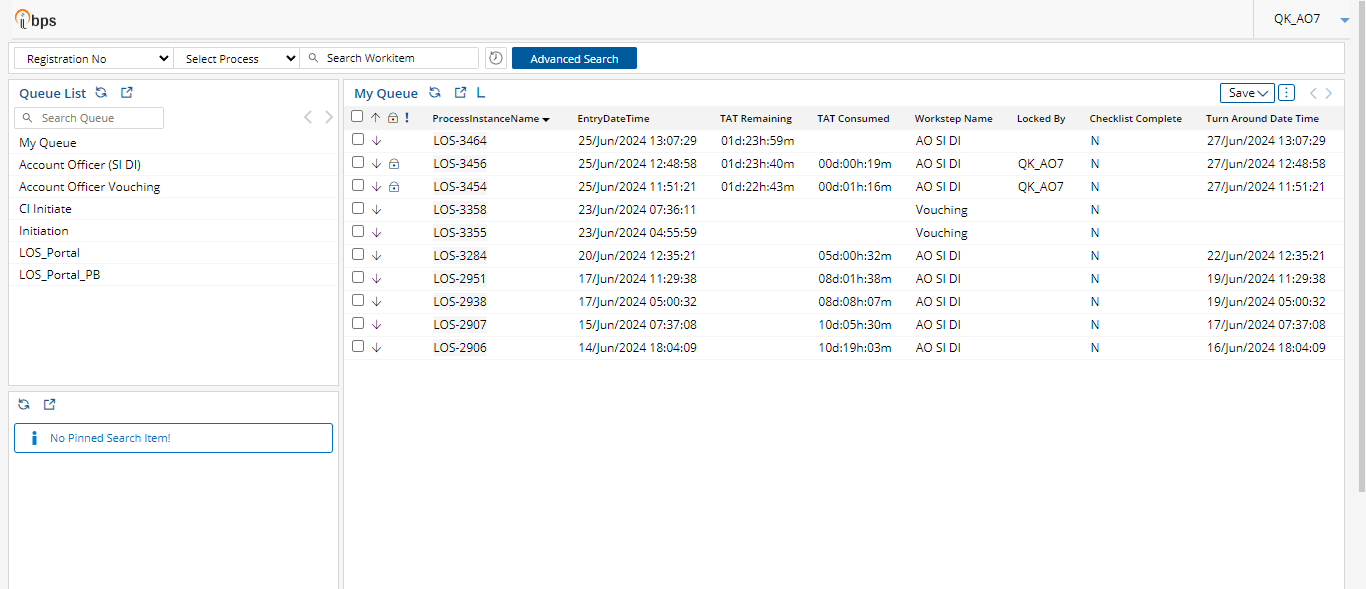 ibps
QK_AO7
Registration No Select Process Search Workitem Advanced Search
Queue List
Search Queue
My Queue
Account Officer (SI DI)
Account Officer Vouching
CI Initiate
Initiation
LOS_Portal
LOS_Portal_PB
No Pinned Search Item!
My Queue L Save
! ProcessInstanceName EntryDateTime TAT Remaining TAT Consumed Workstep Name Locked By Checklist Complete Turn Around Date Time
LOS-3464 25/Jun/2024 13:07:29 01d:23h:59m AO SI DI N 27/Jun/2024 13:07:29
LOS-3456 25/Jun/2024 12:48:58 01d:23h:40m 00d:00h:19m AO SI DI QK_AO7 N 27/Jun/2024 12:48:58
LOS-3454 25/Jun/2024 11:51:21 01d:22h:43m 00d:01h:16m AO SI DI QK_AO7 N 27/Jun/2024 11:51:21
LOS-3358 23/Jun/2024 07:36:11 Vouching N
LOS-3355 23/Jun/2024 04:55:59 Vouching N
LOS-3284 20/Jun/2024 12:35:21 05d:00h:32m AO SI DI N 22/Jun/2024 12:35:21
LOS-2951 17/Jun/2024 11:29:38 08d:01h:38m AO SI DI N 19/Jun/2024 11:29:38
LOS-2938 17/Jun/2024 05:00:32 08d:08h:07m AO SI DI N 19/Jun/2024 05:00:32
LOS-2907 15/Jun/2024 07:37:08 10d:05h:30m AO SI DI N 17/Jun/2024 07:37:08
LOS-2906 14/Jun/2024 18:04:09 10d:19h:03m AO SI DI N 16/Jun/2024 18:04:09